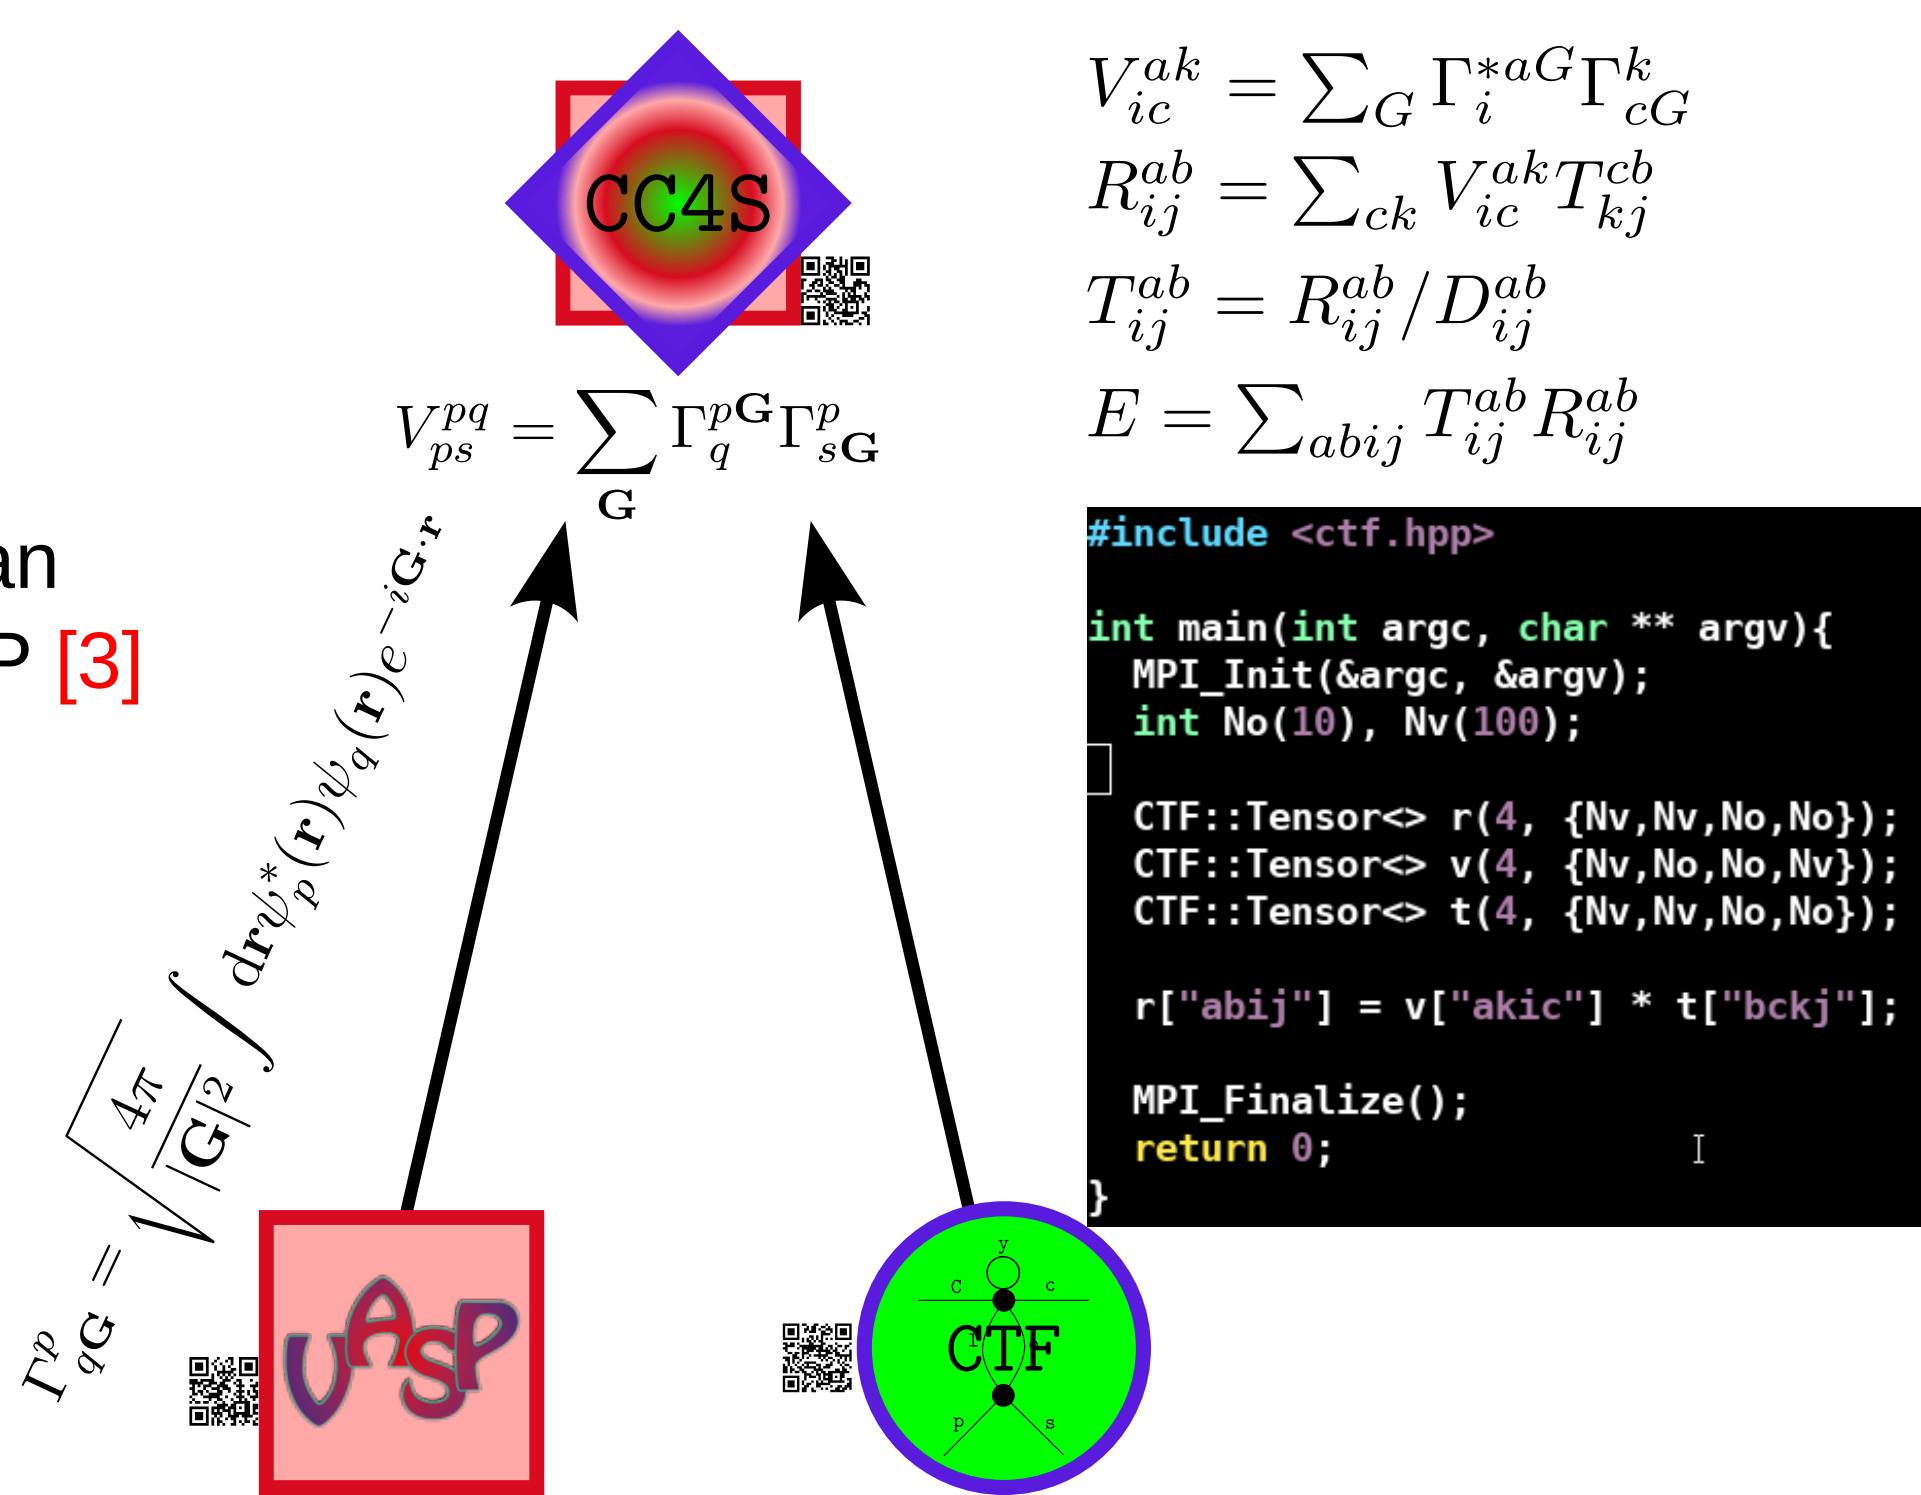 CC4S
V_{ps}^{pq} = \sum_{\mathbf{G}} \Gamma_{q}^{p\mathbf{G}} \Gamma_{s\mathbf{G}}^{p}
an
P [3]
\Gamma_{q\mathbf{G}}^{p} = \sqrt{\frac{4\pi}{|\mathbf{G}|^2}} \int \mathrm{d}\mathbf{r} \psi_p^*(\mathbf{r}) \psi_q(\mathbf{r}) e^{-i\mathbf{G}\cdot\mathbf{r}}
VASP
y
C c
CTF
p s
V_{ic}^{ak} = \sum_G \Gamma_i^{*aG} \Gamma_{cG}^{k}
R_{ij}^{ab} = \sum_{ck} V_{ic}^{ak} T_{kj}^{cb}
T_{ij}^{ab} = R_{ij}^{ab} / D_{ij}^{ab}
E = \sum_{abij} T_{ij}^{ab} R_{ij}^{ab}
#include <ctf.hpp>
int main(int argc, char ** argv){
MPI_Init(&argc, &argv);
int No(10), Nv(100);
CTF::Tensor<> r(4, {Nv,Nv,No,No});
CTF::Tensor<> v(4, {Nv,No,No,Nv});
CTF::Tensor<> t(4, {Nv,Nv,No,No});
r["abij"] = v["akic"] * t["bckj"];
MPI_Finalize();
return 0;
}